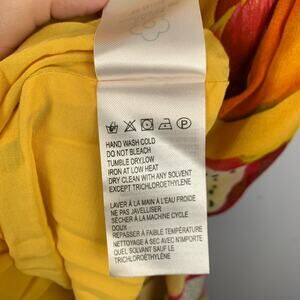 HAND WASH COLD
DO NOT BLEACH
TUMBLE DRYLOW
IRON AT LOW HEAT
DRY CLEAN WITH ANY SOLVENT
EXCEPT TRICHLOROETHYLENE
LAVER À LA MAIN À L'EAU FROIDE
NE PAS JAVELLISER
SÉCHER À LA MACHINE CYCLE
DOUX
REPASSER À FAIBLE TEMPÉRATURE
NETTOYAGE À SEC AVEC N'IMPORTE
QUEL SOLVANT SAUF LE
TRICHLOROÉTHYLÈNE